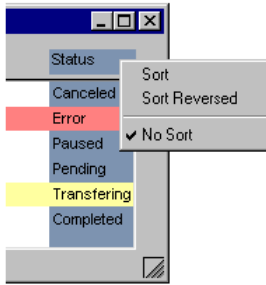 Status
Sort
Sort Reversed
No Sort
Canceled
Error
Paused
Pending
Transfering
Completed